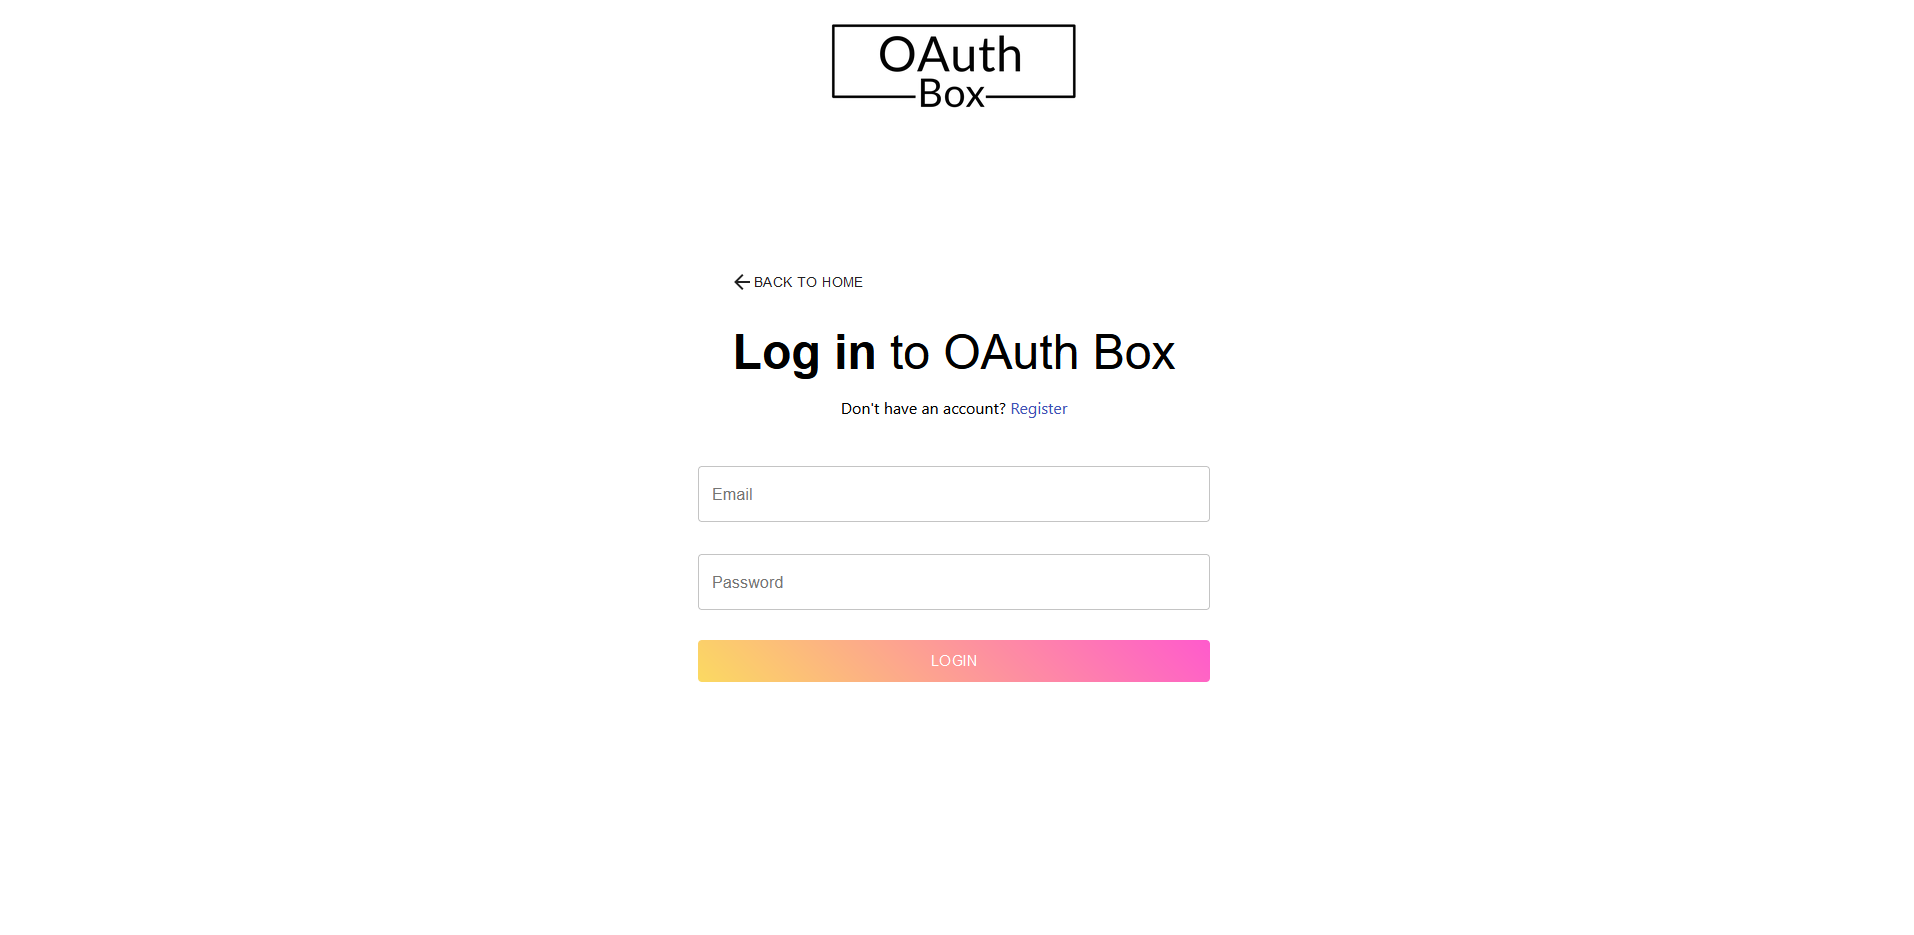 OAuth
Box
BACK TO HOME
Log in to OAuth Box
Don't have an account? Register
Email
Password
LOGIN